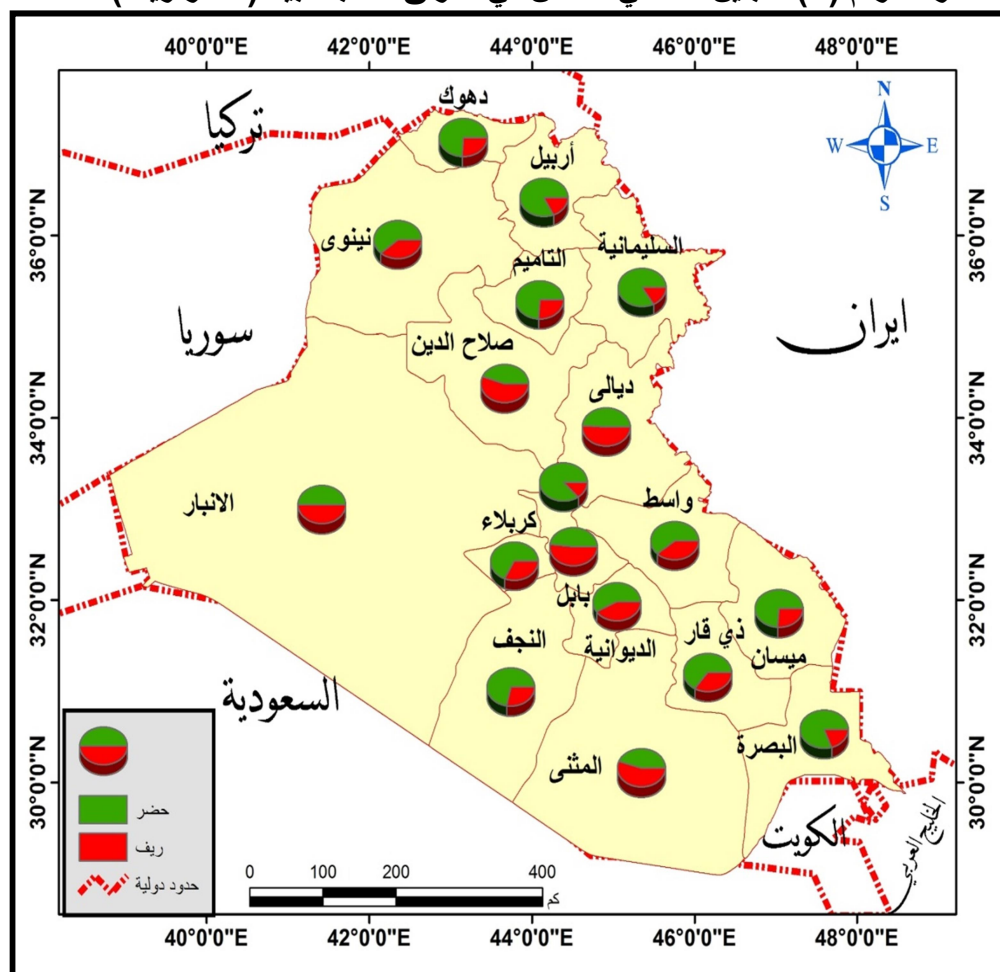 40°0'0"E 42°0'0"E 44°0'0"E 46°0'0"E 48°0'0"E
دهوك
تركيا
N
W E
S
أربيل
36°0'0"N
نينوى
السليمانية
36°0'0"N
التاميم
ايران
سوريا
صلاح الدين
34°0'0"N
ديالى
34°0'0"N
الانبار
واسط
كربلاء
32°0'0"N
بابل
32°0'0"N
النجف
الديوانية
ذي قار
ميسان
السعودية
30°0'0"N
المثنى
البصرة
30°0'0"N
الكويت
الخليج العربي
حضر
ريف
حدود دولية
0 100 200 400
كم
40°0'0"E 42°0'0"E 44°0'0"E 46°0'0"E 48°0'0"E